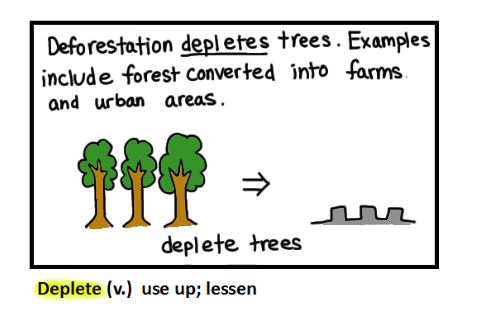 Deforestation depletes trees. Examples
include forest converted into farms.
and urban areas.
deplete trees
Deplete (v.) use up; lessen